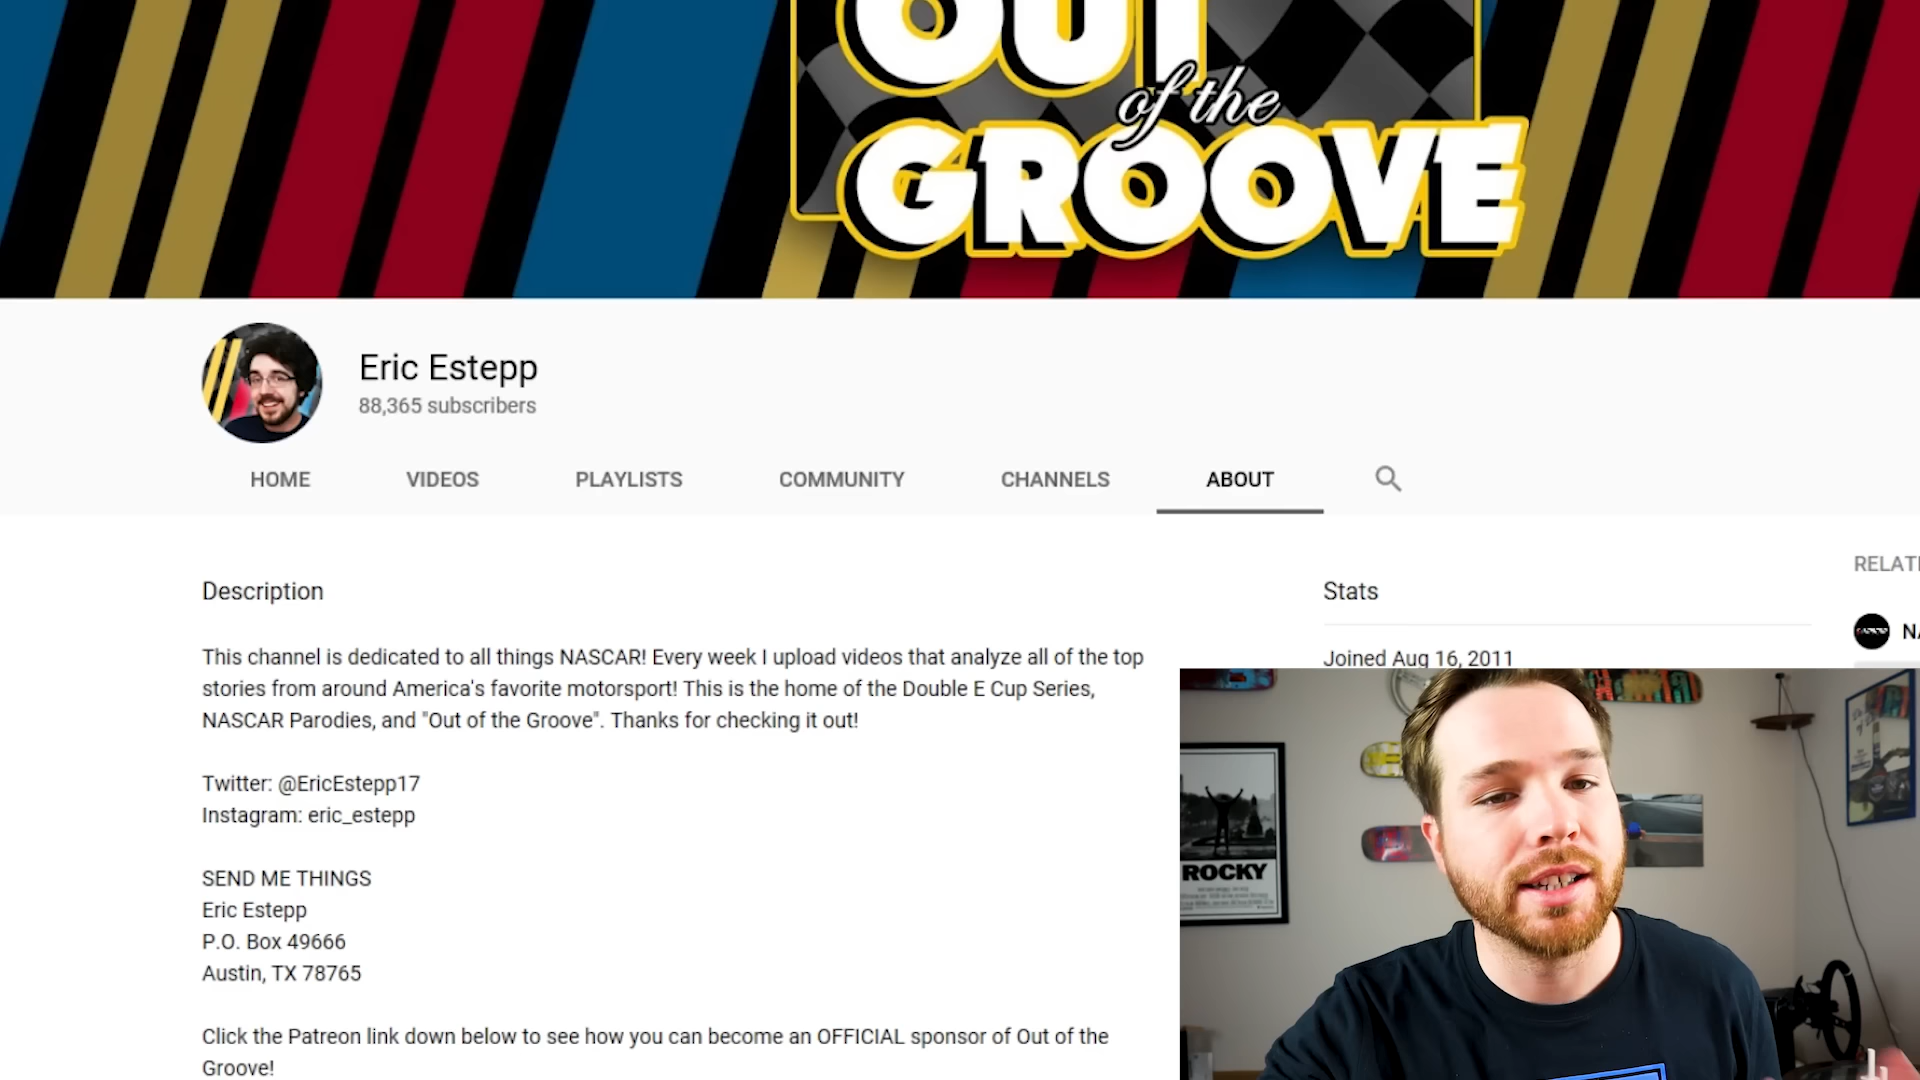 OUT
of the
GROOVE
Eric Estepp
88,365 subscribers
HOME VIDEOS PLAYLISTS COMMUNITY CHANNELS ABOUT
Description
This channel is dedicated to all things NASCAR! Every week I upload videos that analyze all of the top
stories from around America's favorite motorsport! This is the home of the Double E Cup Series,
NASCAR Parodies, and "Out of the Groove". Thanks for checking it out!
Twitter: @EricEstepp17
Instagram: eric_estepp
SEND ME THINGS
Eric Estepp
P.O. Box 49666
Austin, TX 78765
Click the Patreon link down below to see how you can become an OFFICIAL sponsor of Out of the
Groove!
Stats
Joined Aug 16, 2011
RELATI
NA
ROCKY